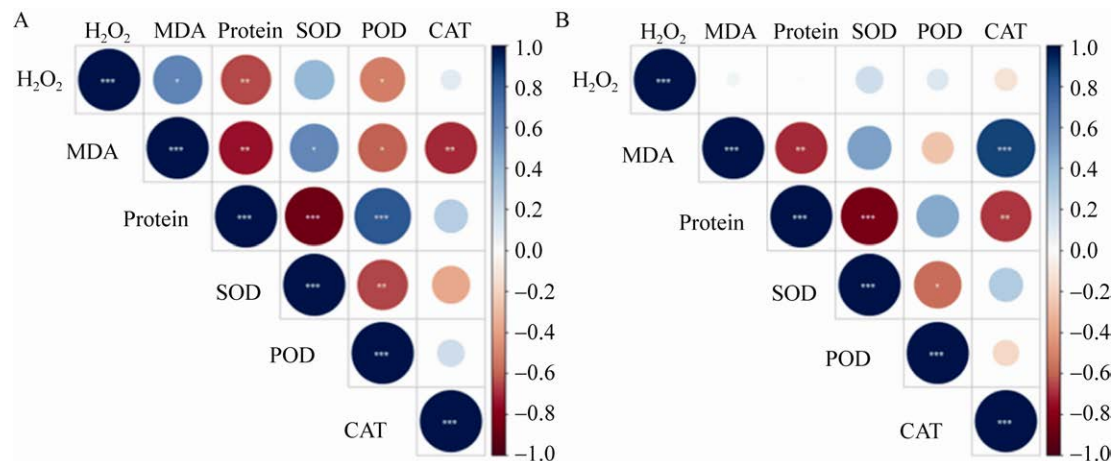 A
H₂O₂ MDA Protein SOD POD CAT
H₂O₂ *** * ** *
MDA *** ** * * **
Protein *** *** ***
SOD *** **
POD ***
CAT ***
1.0
0.8
0.6
0.4
0.2
0.0
−0.2
−0.4
−0.6
−0.8
−1.0
B
H₂O₂ MDA Protein SOD POD CAT
H₂O₂ ***
MDA *** ** ***
Protein *** *** **
SOD *** *
POD ***
CAT ***
1.0
0.8
0.6
0.4
0.2
0.0
−0.2
−0.4
−0.6
−0.8
−1.0